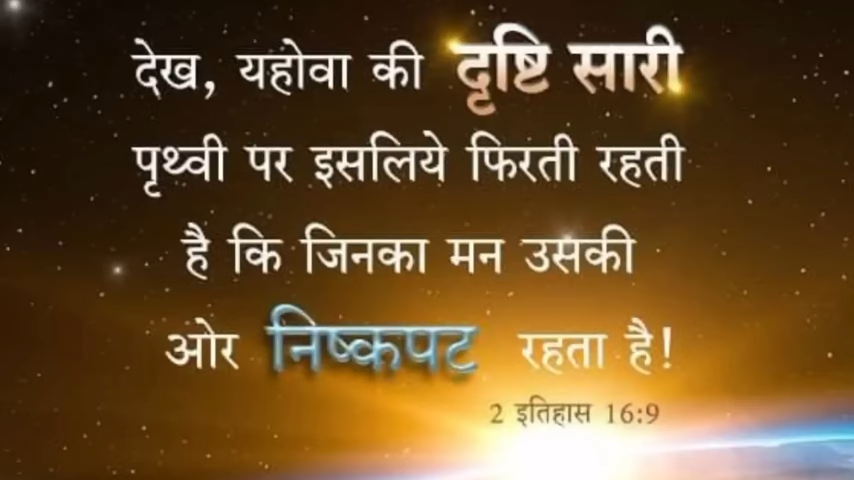 देख, यहोवा की दृष्टि सारी
पृथ्वी पर इसलिये फिरती रहती
है कि जिनका मन उसकी
ओर निष्कपट रहता है!
2 इतिहास 16:9